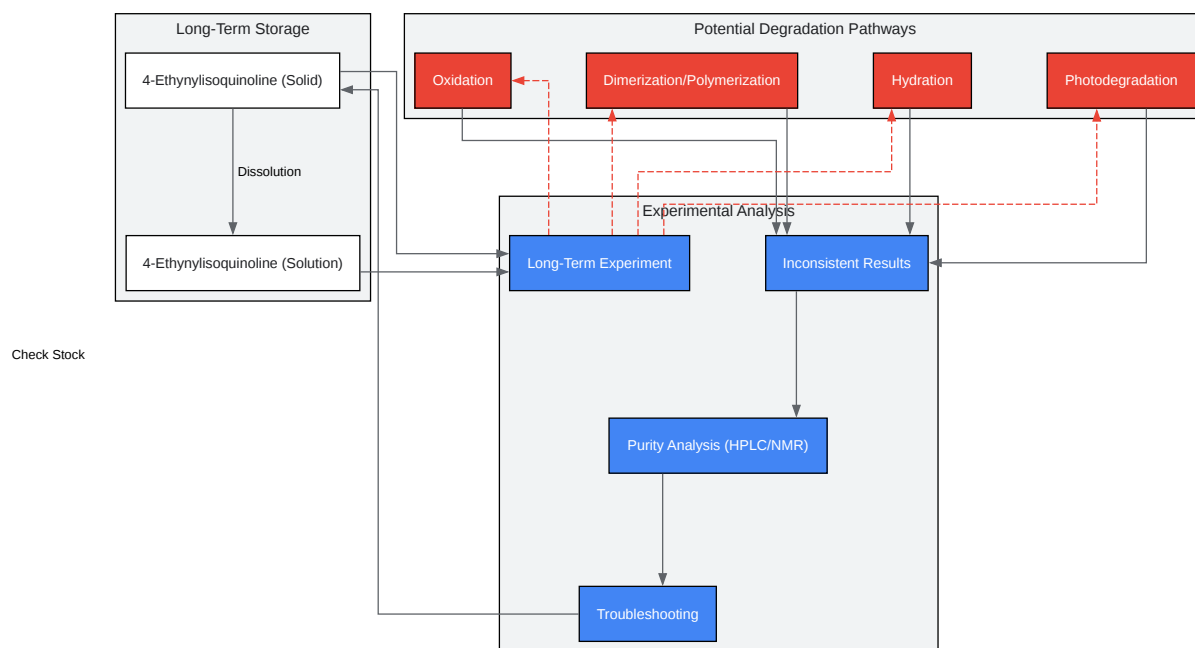 Long-Term Storage
Potential Degradation Pathways
4-Ethynylisoquinoline (Solid)
Oxidation
Dimerization/Polymerization
Hydration
Photodegradation
Dissolution
Experimental Analysis
4-Ethynylisoquinoline (Solution)
Long-Term Experiment
Inconsistent Results
Check Stock
Purity Analysis (HPLC/NMR)
Troubleshooting